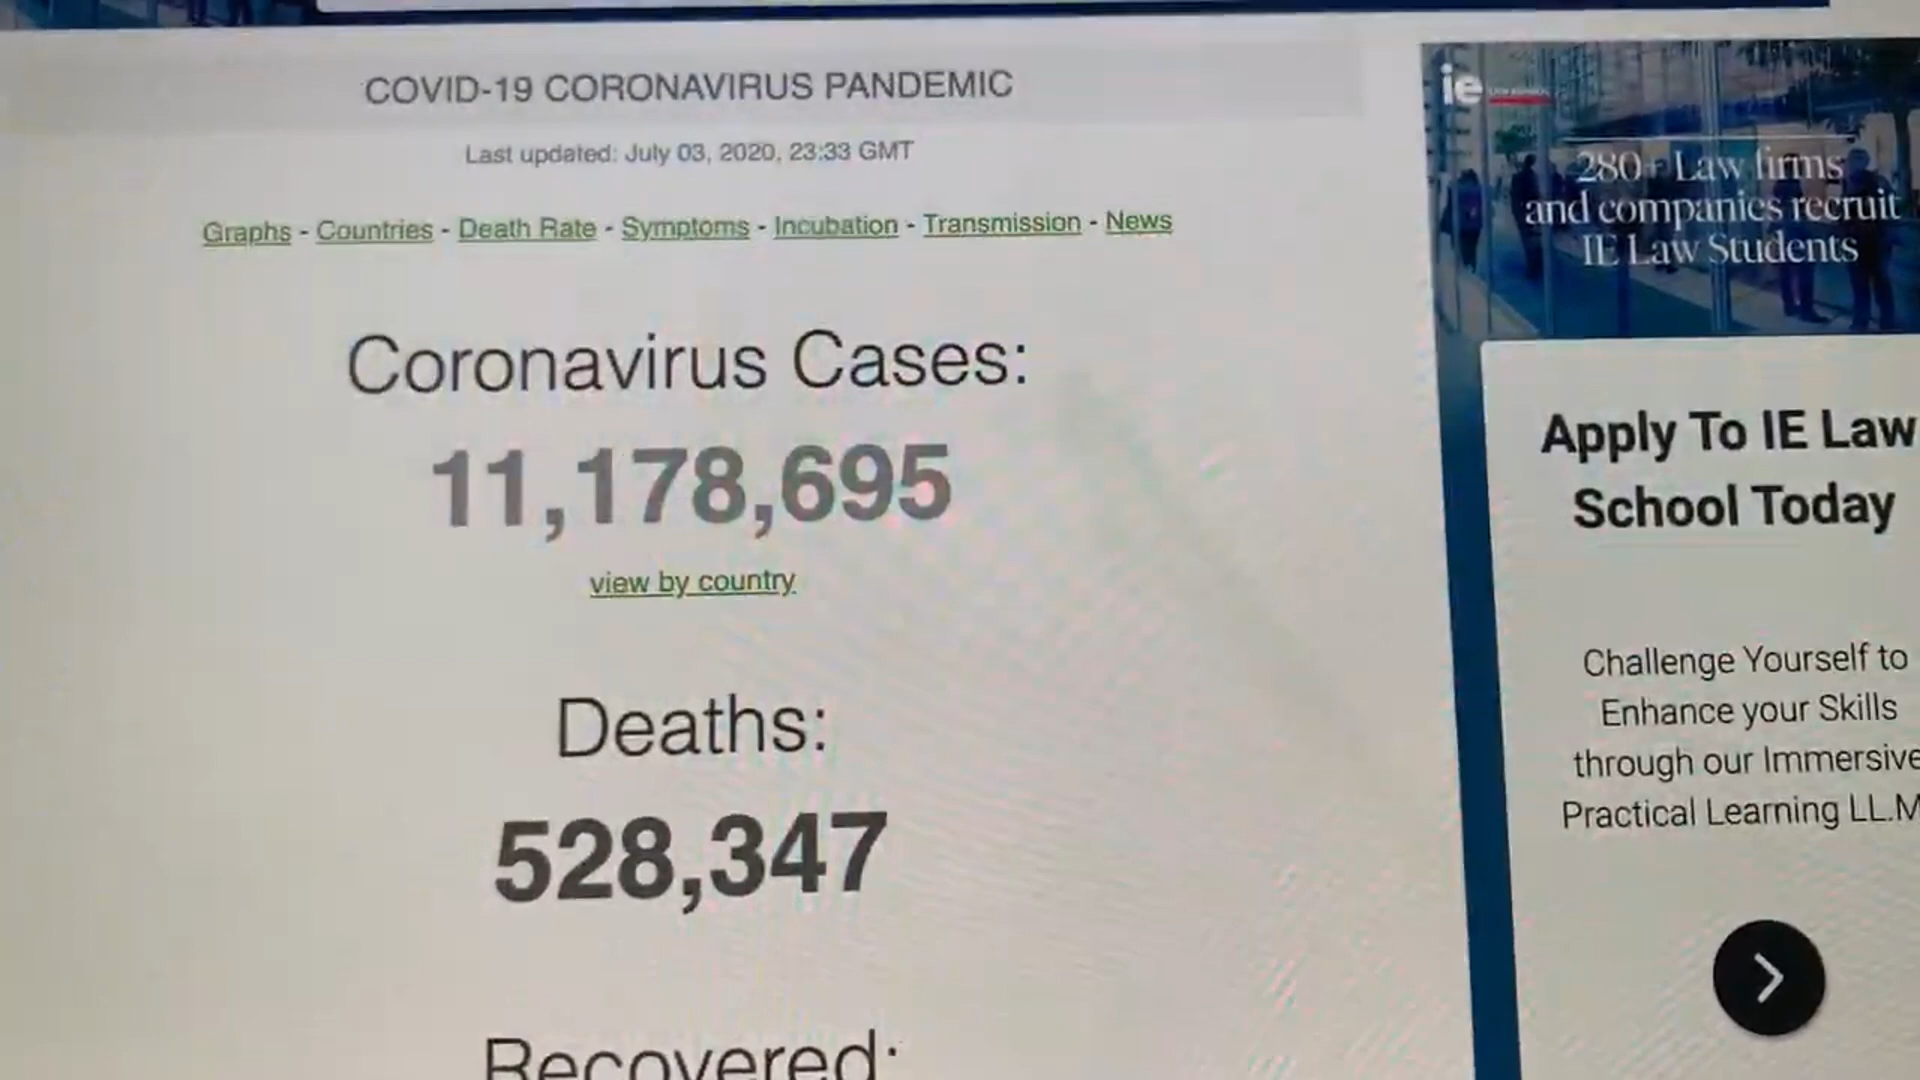 COVID-19 CORONAVIRUS PANDEMIC
Last updated: July 03, 2020, 23:33 GMT
Graphs - Countries - Death Rate - Symptoms - Incubation - Transmission - News
Coronavirus Cases:
11,178,695
view by country
Deaths:
528,347
Recovered:
ie
280+ Law firms
and companies recruit
IE Law Students
Apply To IE Law
School Today
Challenge Yourself to
Enhance your Skills
through our Immersive
Practical Learning LL.M